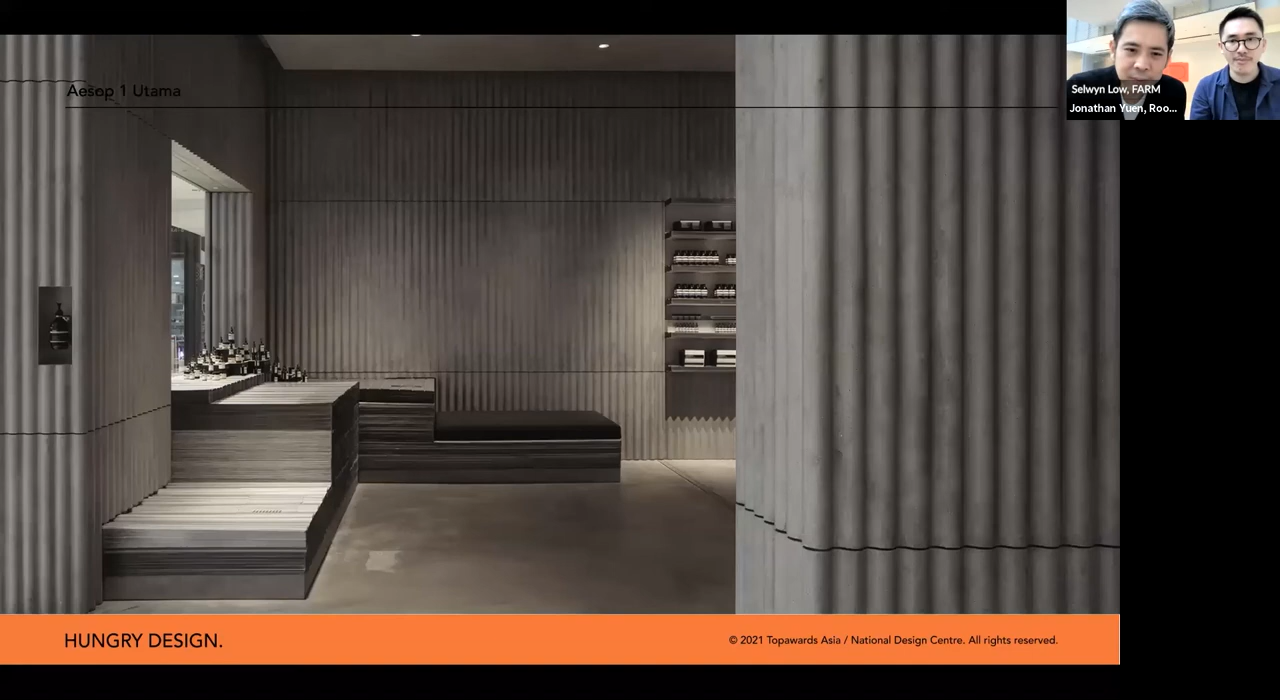 Aesop 1 Utama
Selwyn Low, FARM
Jonathan Yuen, Roo...
HUNGRY DESIGN.
© 2021 Topawards Asia / National Design Centre. All rights reserved.